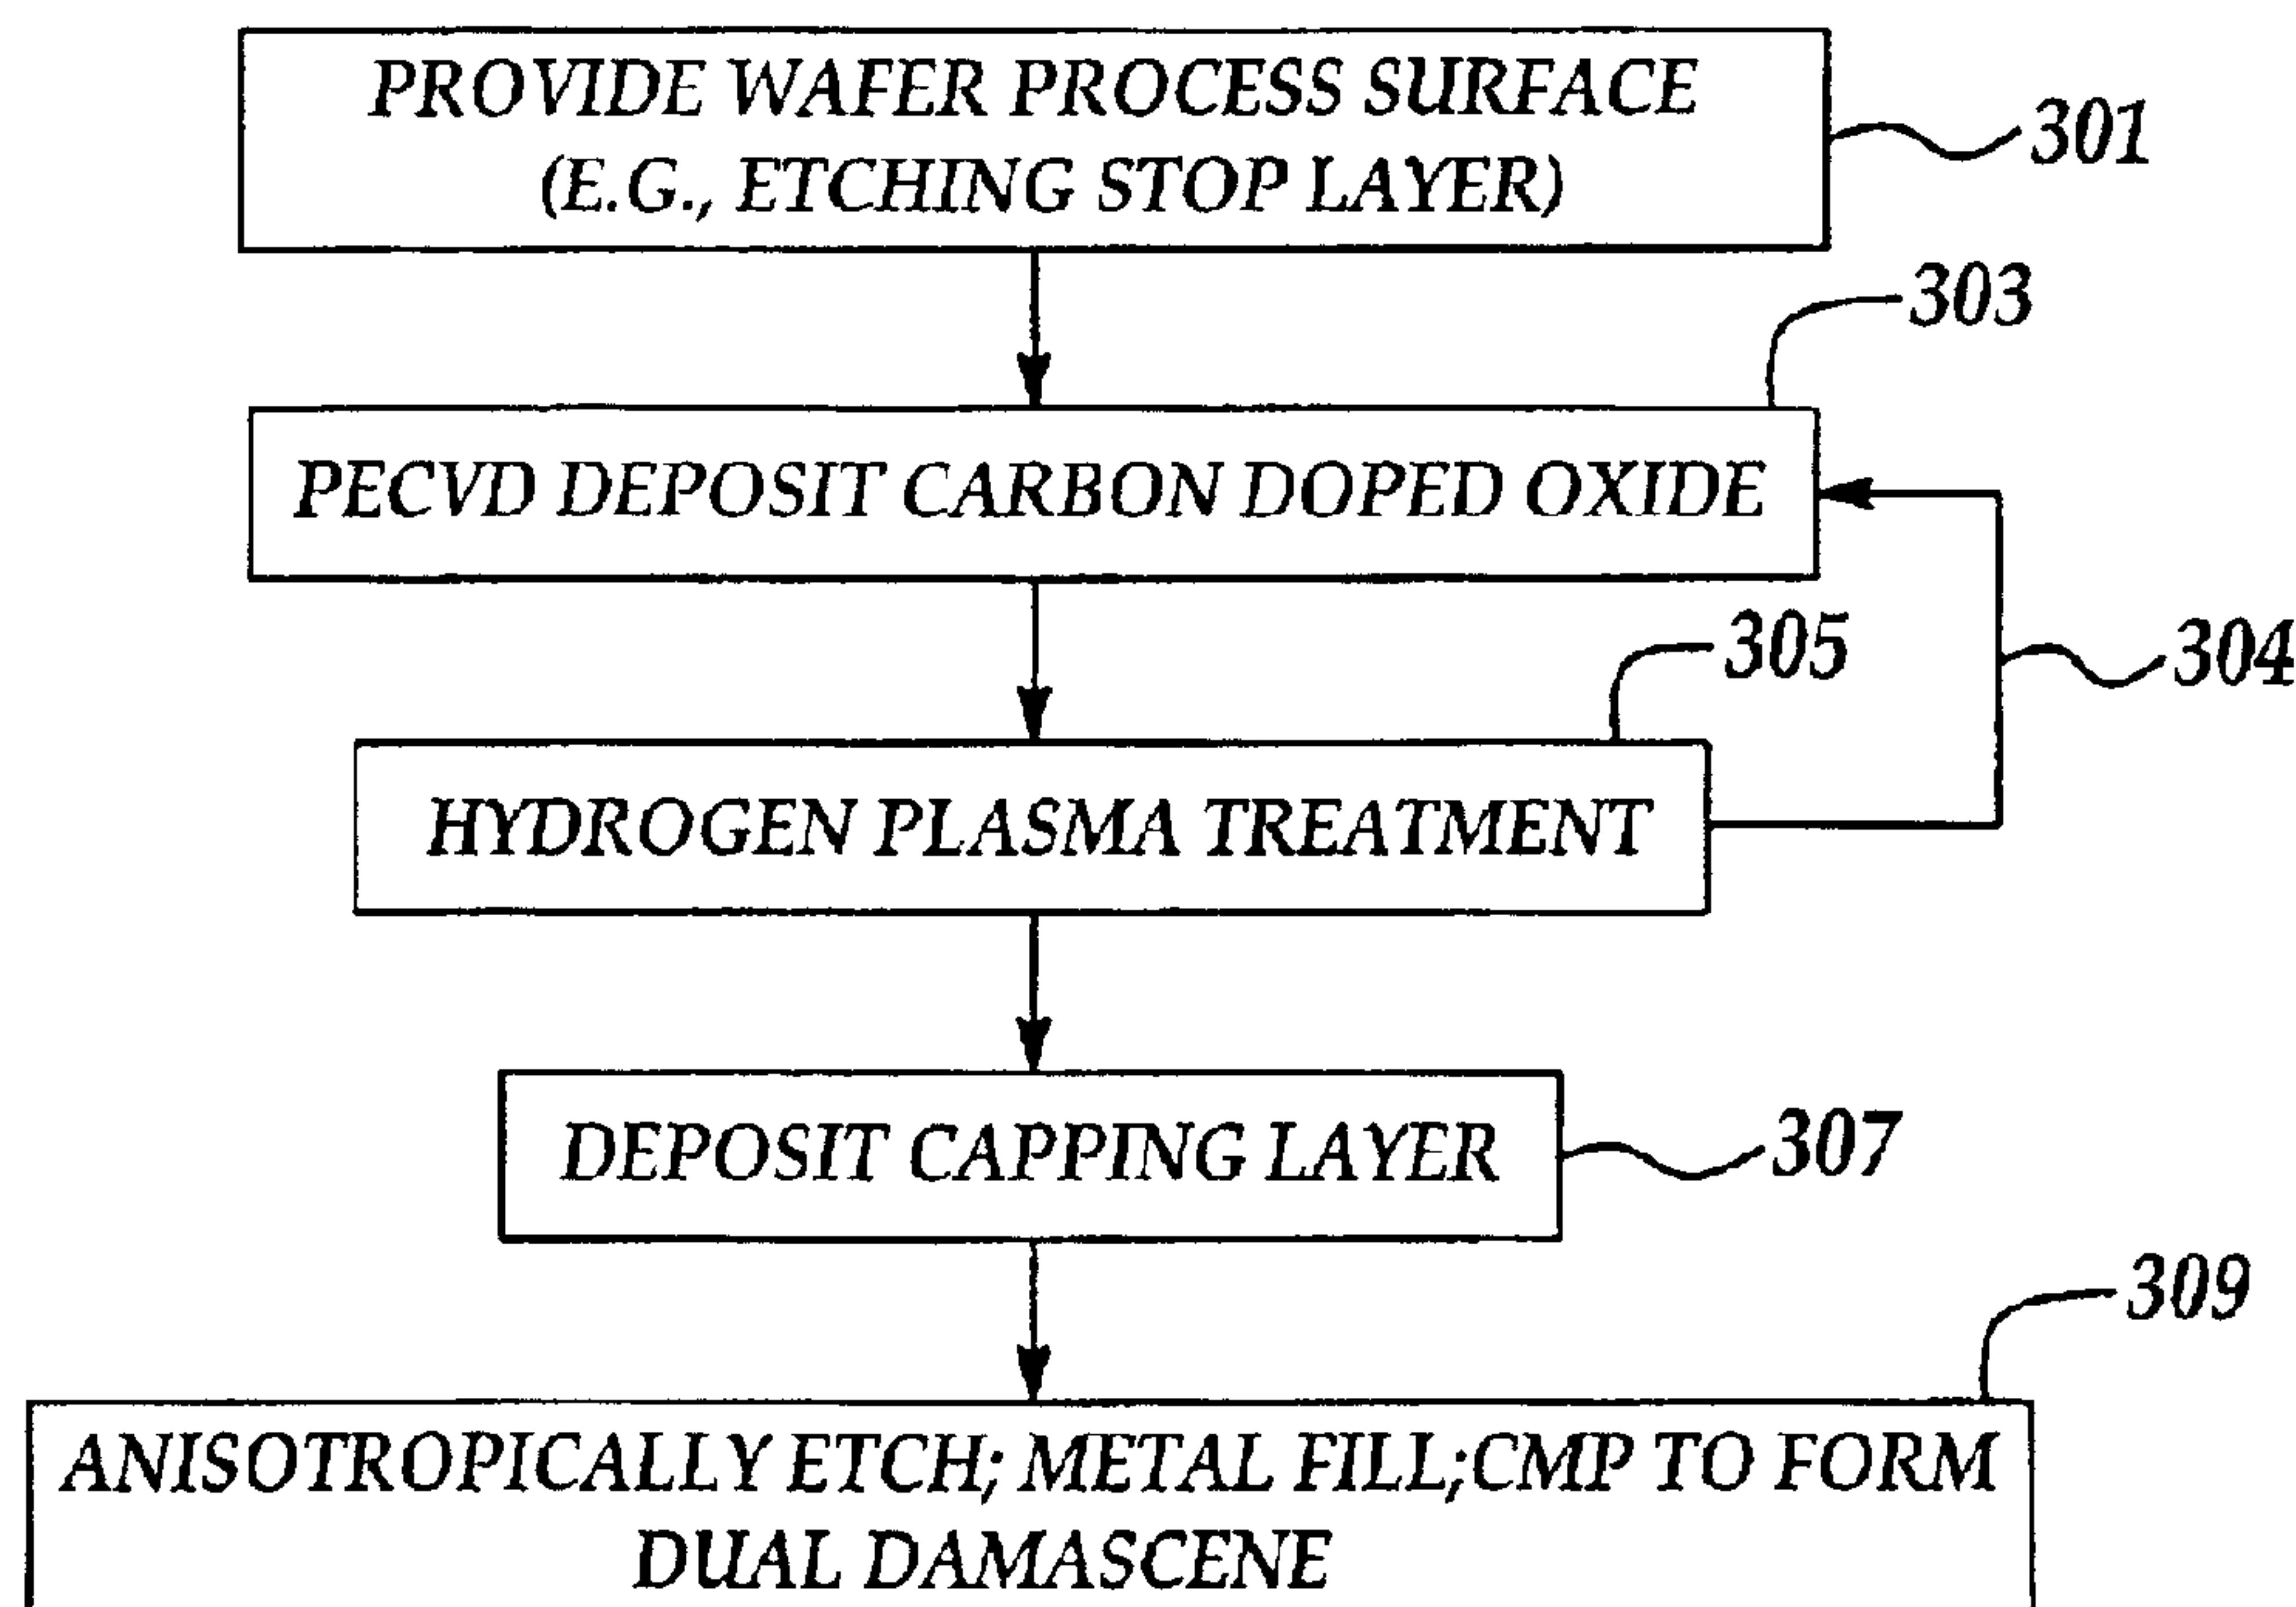 PROVIDE WAFER PROCESS SURFACE
(E.G., ETCHING STOP LAYER)
301
303
PECVD DEPOSIT CARBON DOPED OXIDE
305
304
HYDROGEN PLASMA TREATMENT
DEPOSIT CAPPING LAYER
307
309
ANISOTROPICALLY ETCH; METAL FILL;CMP TO FORM
DUAL DAMASCENE